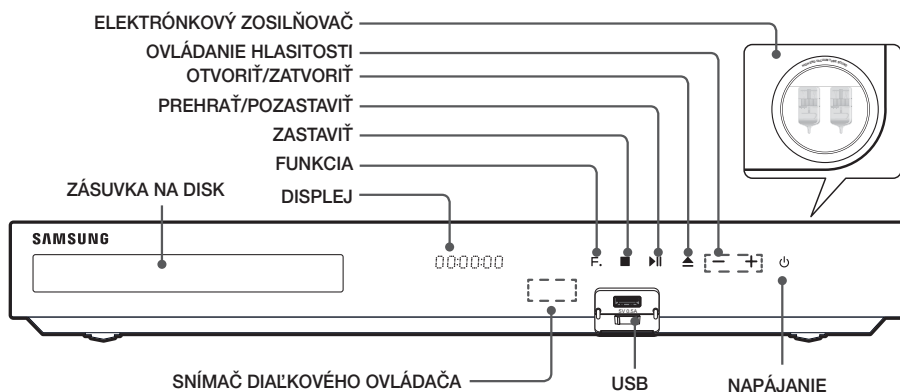 ELEKTRÓNKOVÝ ZOSILŇOVAČ
OVLÁDANIE HLASITOSTI
OTVORIŤ/ZATVORIŤ
PREHRAŤ/POZASTAVIŤ
ZASTAVIŤ
FUNKCIA
ZÁSUVKA NA DISK
DISPLEJ
SAMSUNG
00:00:00
F.
5V 0.5A
SNÍMAČ DIAĽKOVÉHO OVLÁDAČA
USB
NAPÁJANIE